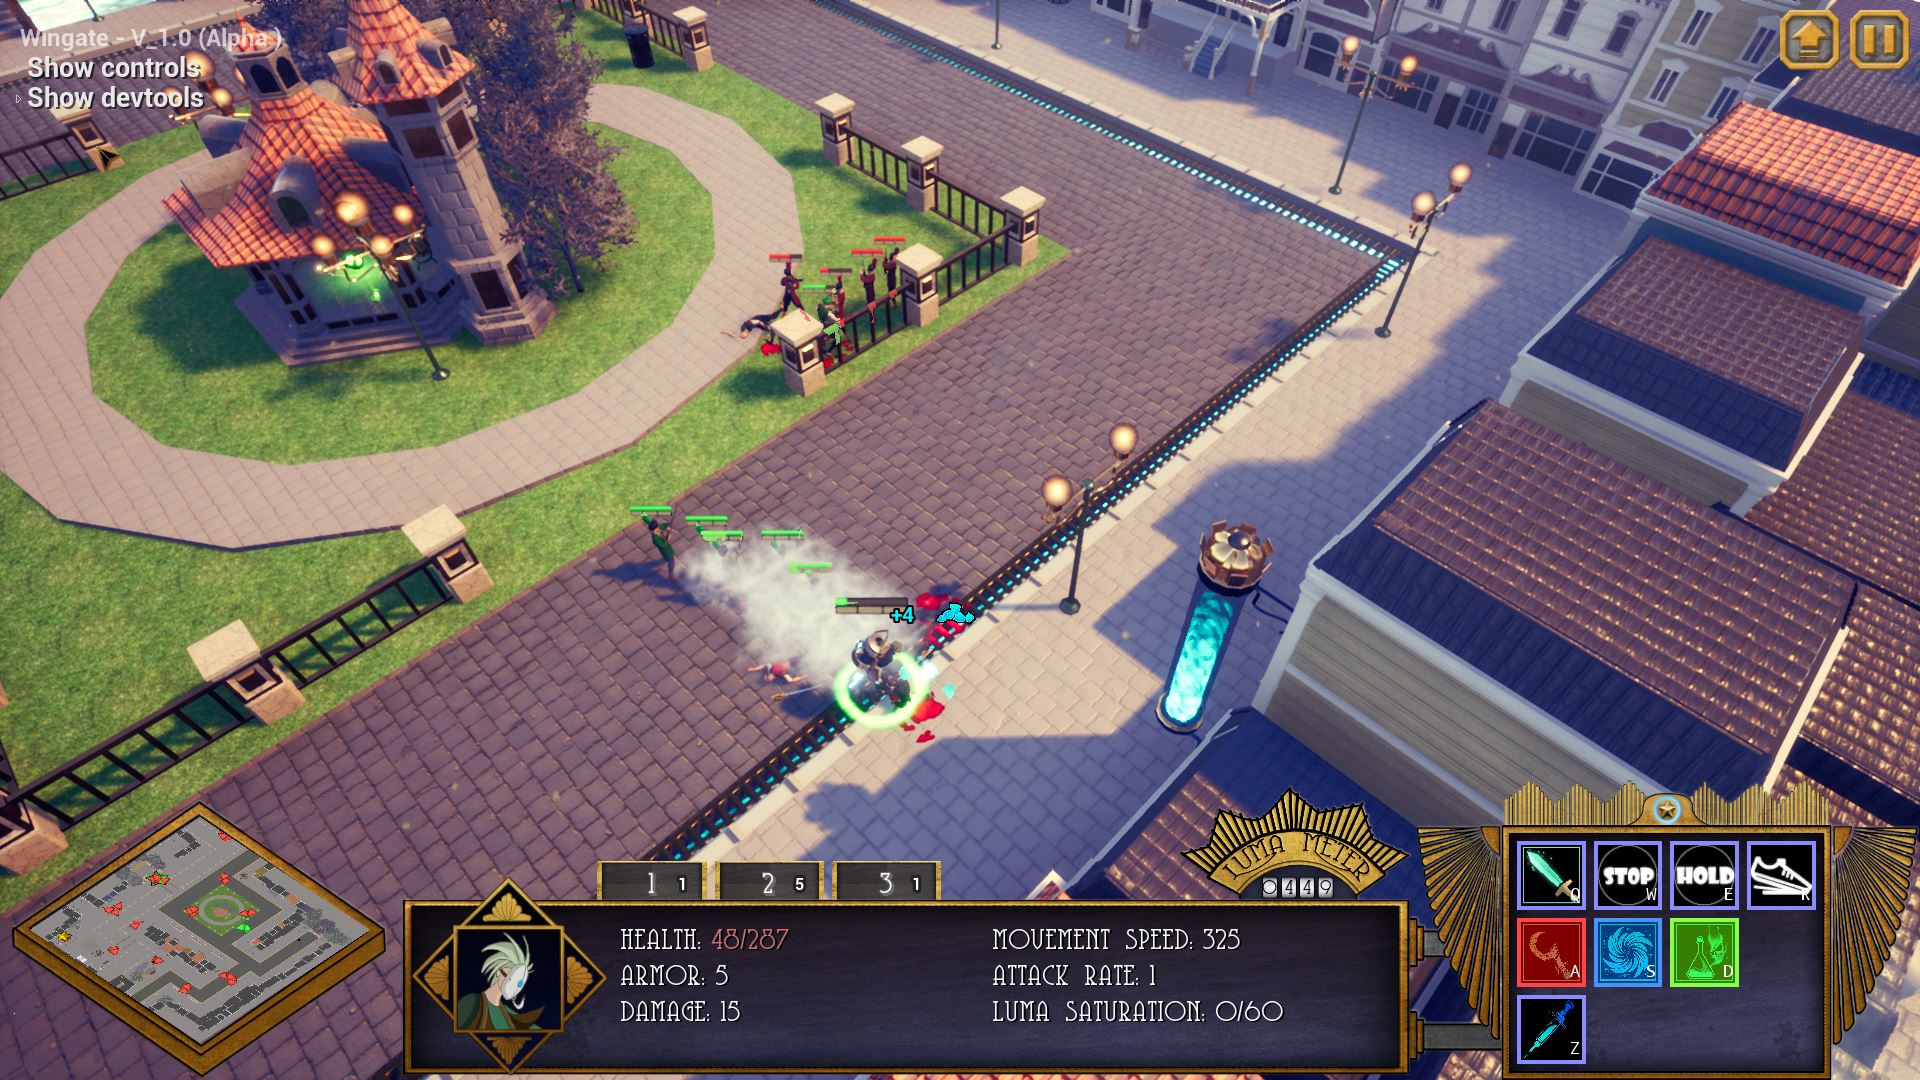 Wingate - V_1.0 (Alpha )
Show controls
Show devtools
+4
LUMA METER
0449
1 1
2 5
3 1
HEALTH: 48/287
ARMOR: 5
DAMAGE: 15
MOVEMENT SPEED: 325
ATTACK RATE: 1
LUMA SATURATION: 0/60
Q
STOP W
HOLD E
R
A
S
D
Z